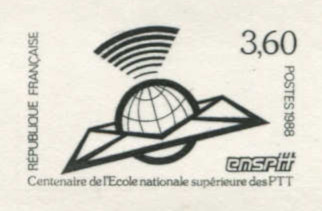 RÉPUBLIQUE FRANÇAISE
3,60
POSTES 1988
ensptt
Centenaire de l'Ecole nationale supérieure des PTT